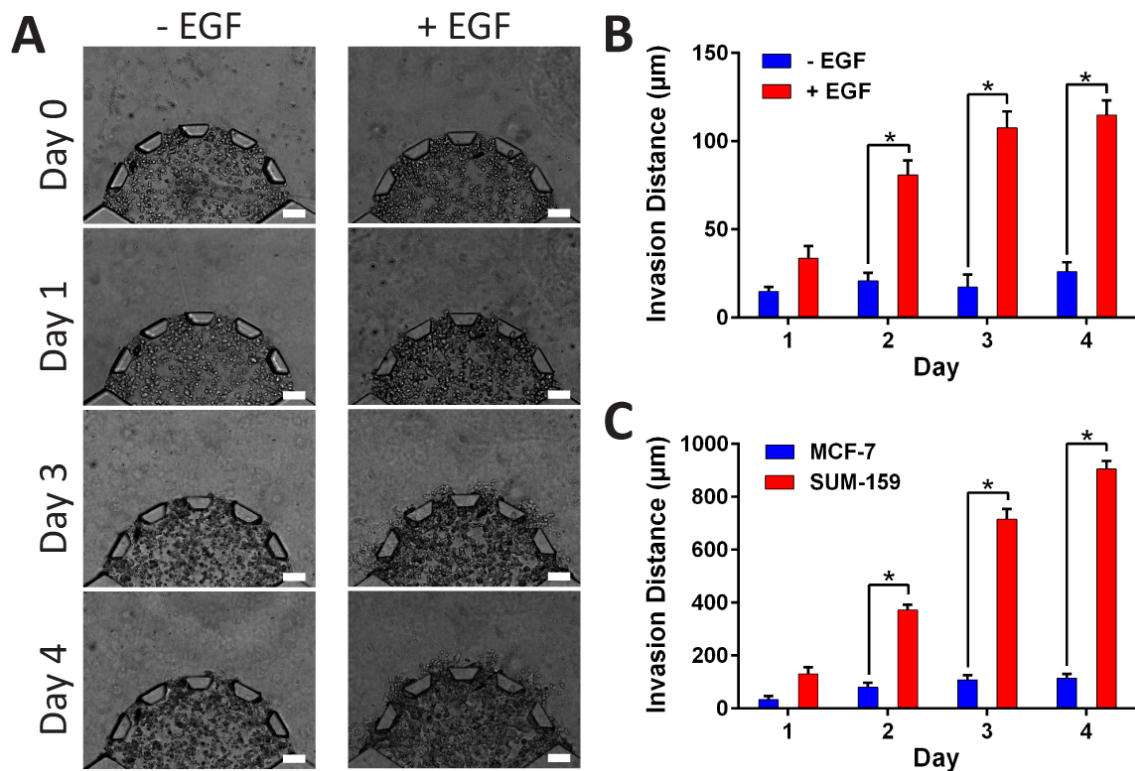 A
- EGF
+ EGF
Day 0
Day 1
Day 3
Day 4
B
- EGF
+ EGF
Invasion Distance (µm)
150
100
50
0
*
*
*
1 2 3 4
Day
C
MCF-7
SUM-159
Invasion Distance (µm)
1000
800
600
400
200
0
*
*
*
1 2 3 4
Day